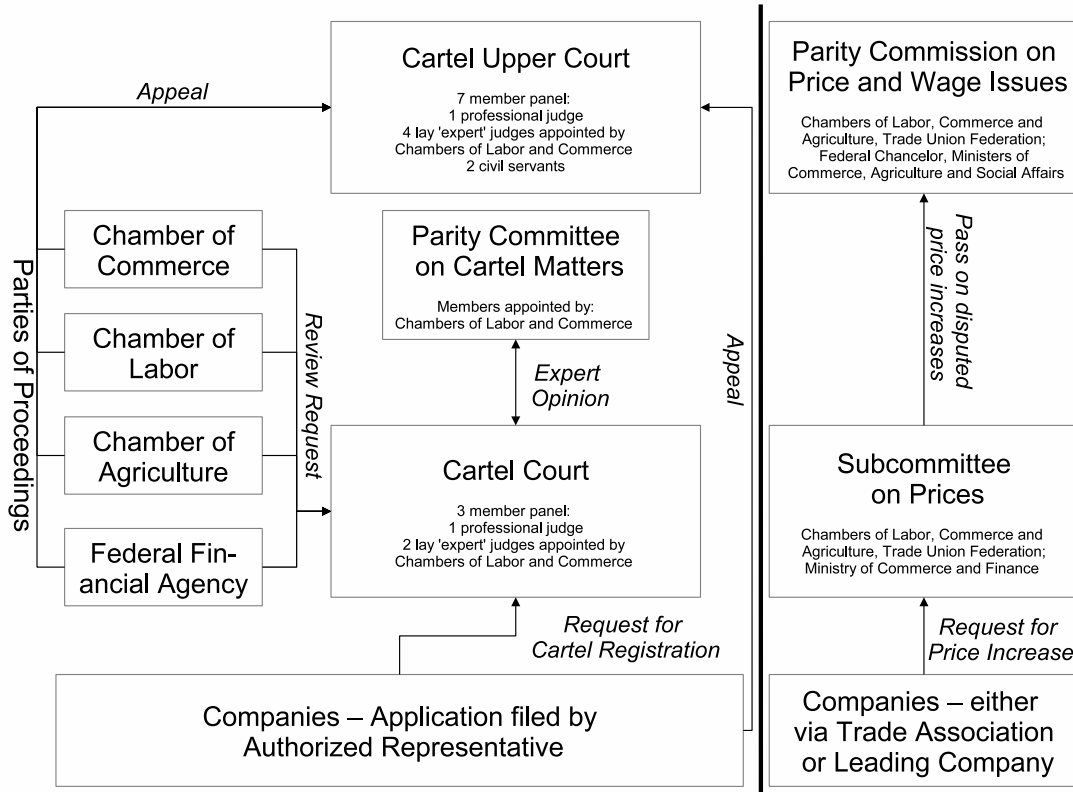 Cartel Upper Court
7 member panel:
1 professional judge
4 lay 'expert' judges appointed by
Chambers of Labor and Commerce
2 civil servants
Appeal
Parties of Proceedings
Chamber of
Commerce
Chamber of
Labor
Chamber of
Agriculture
Federal Fin-
ancial Agency
Review Request
Parity Committee
on Cartel Matters
Members appointed by:
Chambers of Labor and Commerce
Expert
Opinion
Cartel Court
3 member panel:
1 professional judge
2 lay 'expert' judges appointed by
Chambers of Labor and Commerce
Request for
Cartel Registration
Appeal
Companies – Application filed by
Authorized Representative
Parity Commission on
Price and Wage Issues
Chambers of Labor, Commerce and
Agriculture, Trade Union Federation;
Federal Chancelor, Ministers of
Commerce, Agriculture and Social Affairs
Pass on disputed
price increases
Subcommittee
on Prices
Chambers of Labor, Commerce and
Agriculture, Trade Union Federation;
Ministry of Commerce and Finance
Request for
Price Increase
Companies – either
via Trade Association
or Leading Company